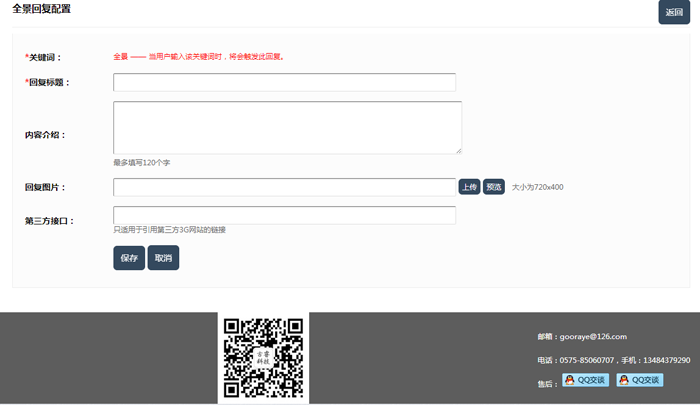 全景回复配置
返回
*关键词：
全景 —— 当用户输入该关键词时，将会触发此回复。
*回复标题：
内容介绍：
最多填写120个字
回复图片：
上传
预览
大小为720x400
第三方接口：
只适用于引用第三方3G网站的链接
保存
取消
古睿
科技
邮箱：gooraye@126.com
电话：0575-85060707，手机：13484379290
售后：
QQ交谈
QQ交谈